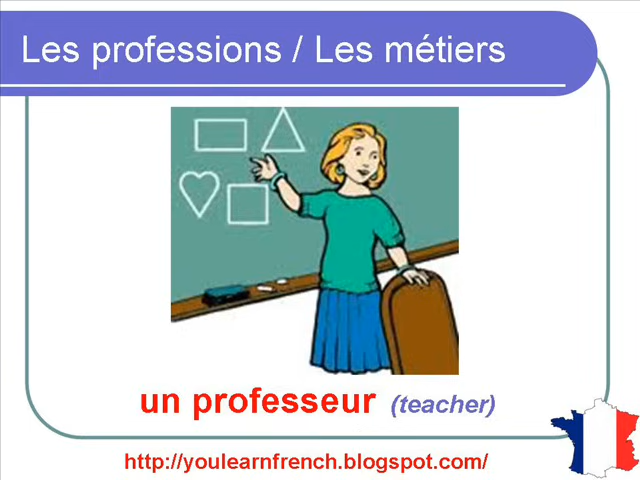 Les professions / Les métiers
un professeur (teacher)
http://youlearnfrench.blogspot.com/